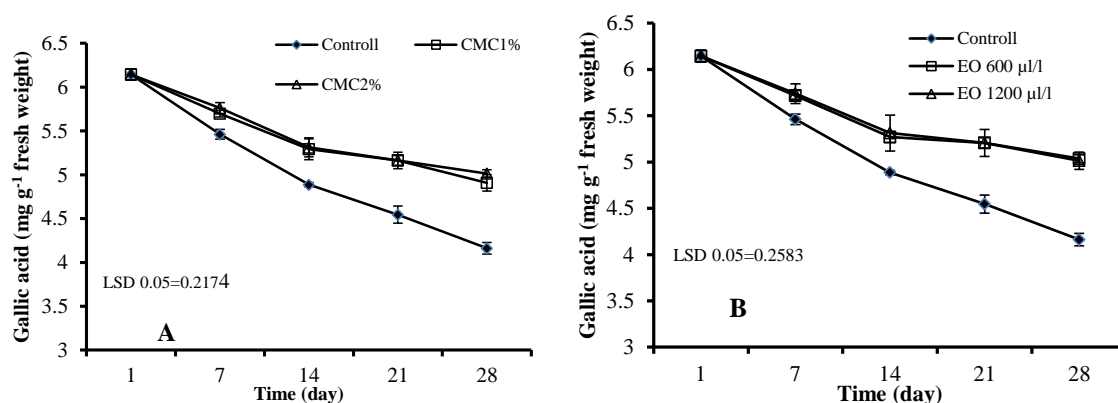 Gallic acid (mg g⁻¹ fresh weight)
6.5
6
5.5
5
4.5
4
3.5
3
Controll
CMC1%
CMC2%
LSD 0.05=0.2174
A
1 7 14 21 28
Time (day)
Gallic acid (mg g⁻¹ fresh weight)
6.5
6
5.5
5
4.5
4
3.5
3
Controll
EO 600 µl/l
EO 1200 µl/l
LSD 0.05=0.2583
B
1 7 14 21 28
Time (day)